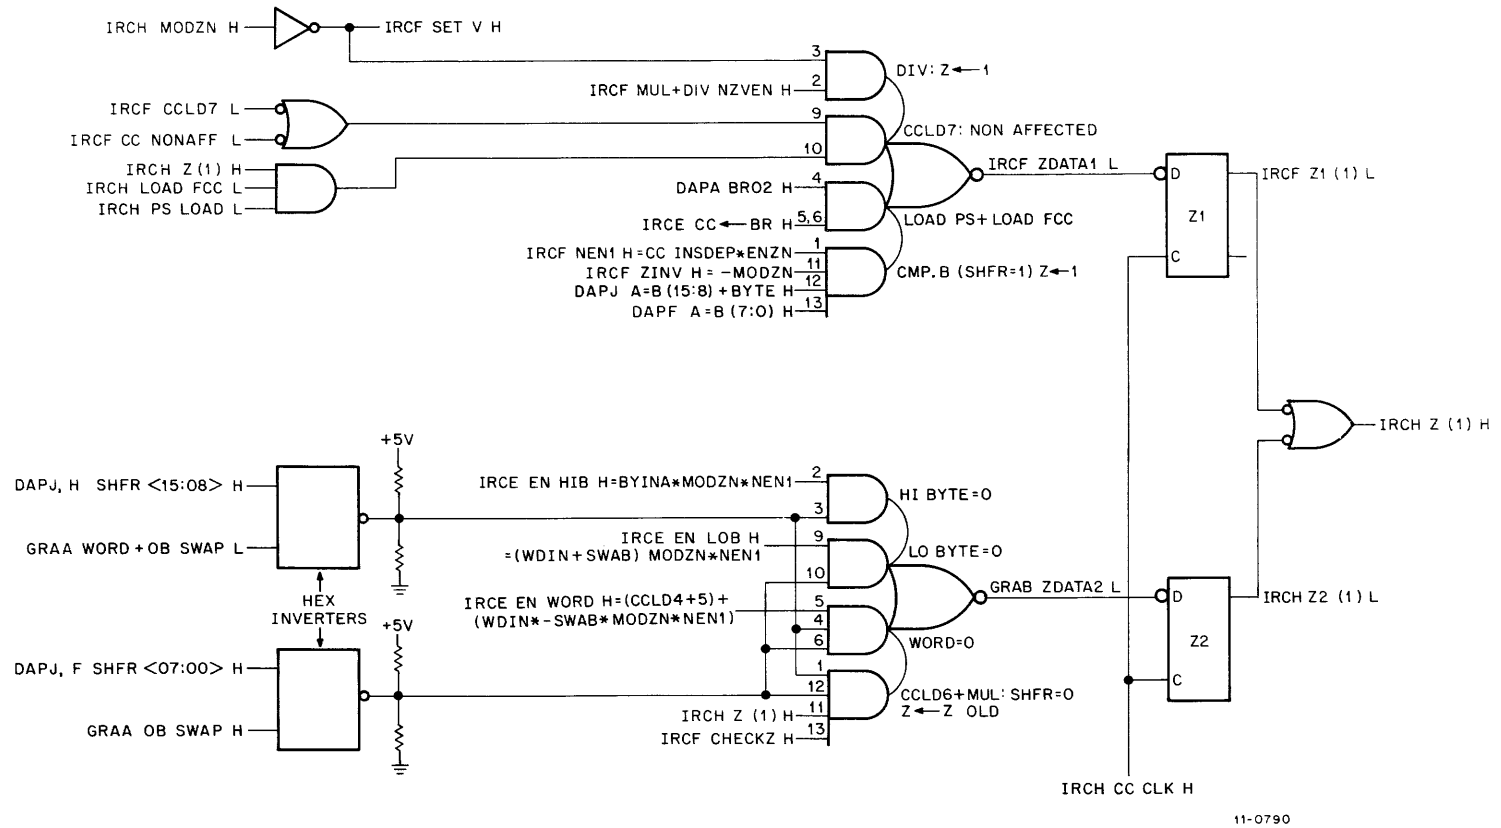 IRCH MODZN H
IRCF SET V H
3
DIV: Z←1
IRCF MUL+DIV NZVEN H
2
IRCF CCLD7 L
9
CCLD7: NON AFFECTED
IRCF CC NONAFF L
10
IRCH Z (1) H
IRCF ZDATA1 L
D
IRCF Z1 (1) L
IRCH LOAD FCC L
DAPA BR02 H
4
IRCH PS LOAD L
Z1
IRCE CC←BR H
5,6
LOAD PS+LOAD FCC
IRCF NEN1 H=CC INSDEP*ENZN
1
C
IRCF ZINV H = -MODZN
11
CMP.B (SHFR=1) Z←1
DAPJ A=B (15:8) + BYTE H
12
DAPF A=B (7:0) H
13
IRCH Z (1) H
+5V
DAPJ, H SHFR <15:08> H
IRCE EN HIB H=BYINA*MODZN*NEN1
2
HI BYTE=0
3
GRAA WORD+OB SWAP L
IRCE EN LOB H
=(WDIN+SWAB) MODZN*NEN1
9
LO BYTE=0
10
HEX
INVERTERS
GRAB ZDATA2 L
D
IRCH Z2 (1) L
IRCE EN WORD H=(CCLD4+5)+
(WDIN*-SWAB*MODZN*NEN1)
5
4
6
WORD=0
+5V
Z2
DAPJ, F SHFR <07:00> H
1
C
12
CCLD6+MUL: SHFR=0
Z←Z OLD
IRCH Z (1) H
11
GRAA OB SWAP H
IRCF CHECKZ H
13
IRCH CC CLK H
11-0790